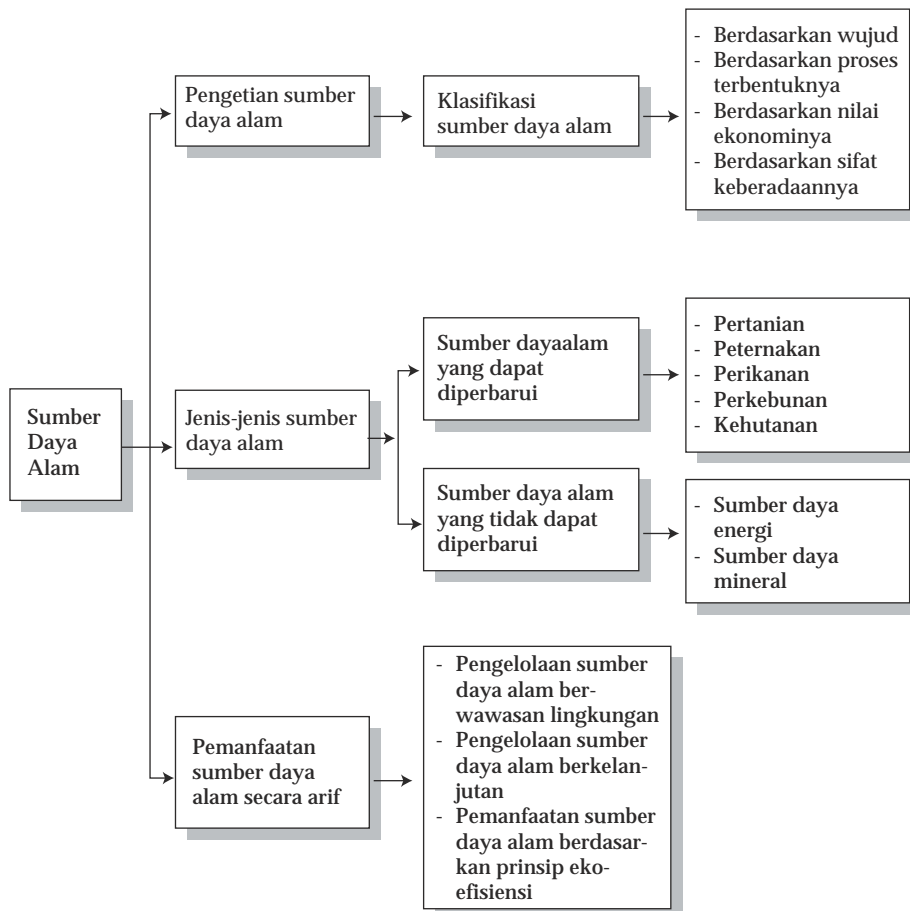 Sumber
Daya
Alam
Pengetian sumber
daya alam
Klasifikasi
sumber daya alam
- Berdasarkan wujud
- Berdasarkan proses
terbentuknya
- Berdasarkan nilai
ekonominya
- Berdasarkan sifat
keberadaannya
Jenis-jenis sumber
daya alam
Sumber dayaalam
yang dapat
diperbarui
- Pertanian
- Peternakan
- Perikanan
- Perkebunan
- Kehutanan
Sumber daya alam
yang tidak dapat
diperbarui
- Sumber daya
energi
- Sumber daya
mineral
Pemanfaatan
sumber daya
alam secara arif
- Pengelolaan sumber
daya alam ber-
wawasan lingkungan
- Pengelolaan sumber
daya alam berkelan-
jutan
- Pemanfaatan sumber
daya alam berdasar-
kan prinsip eko-
efisiensi